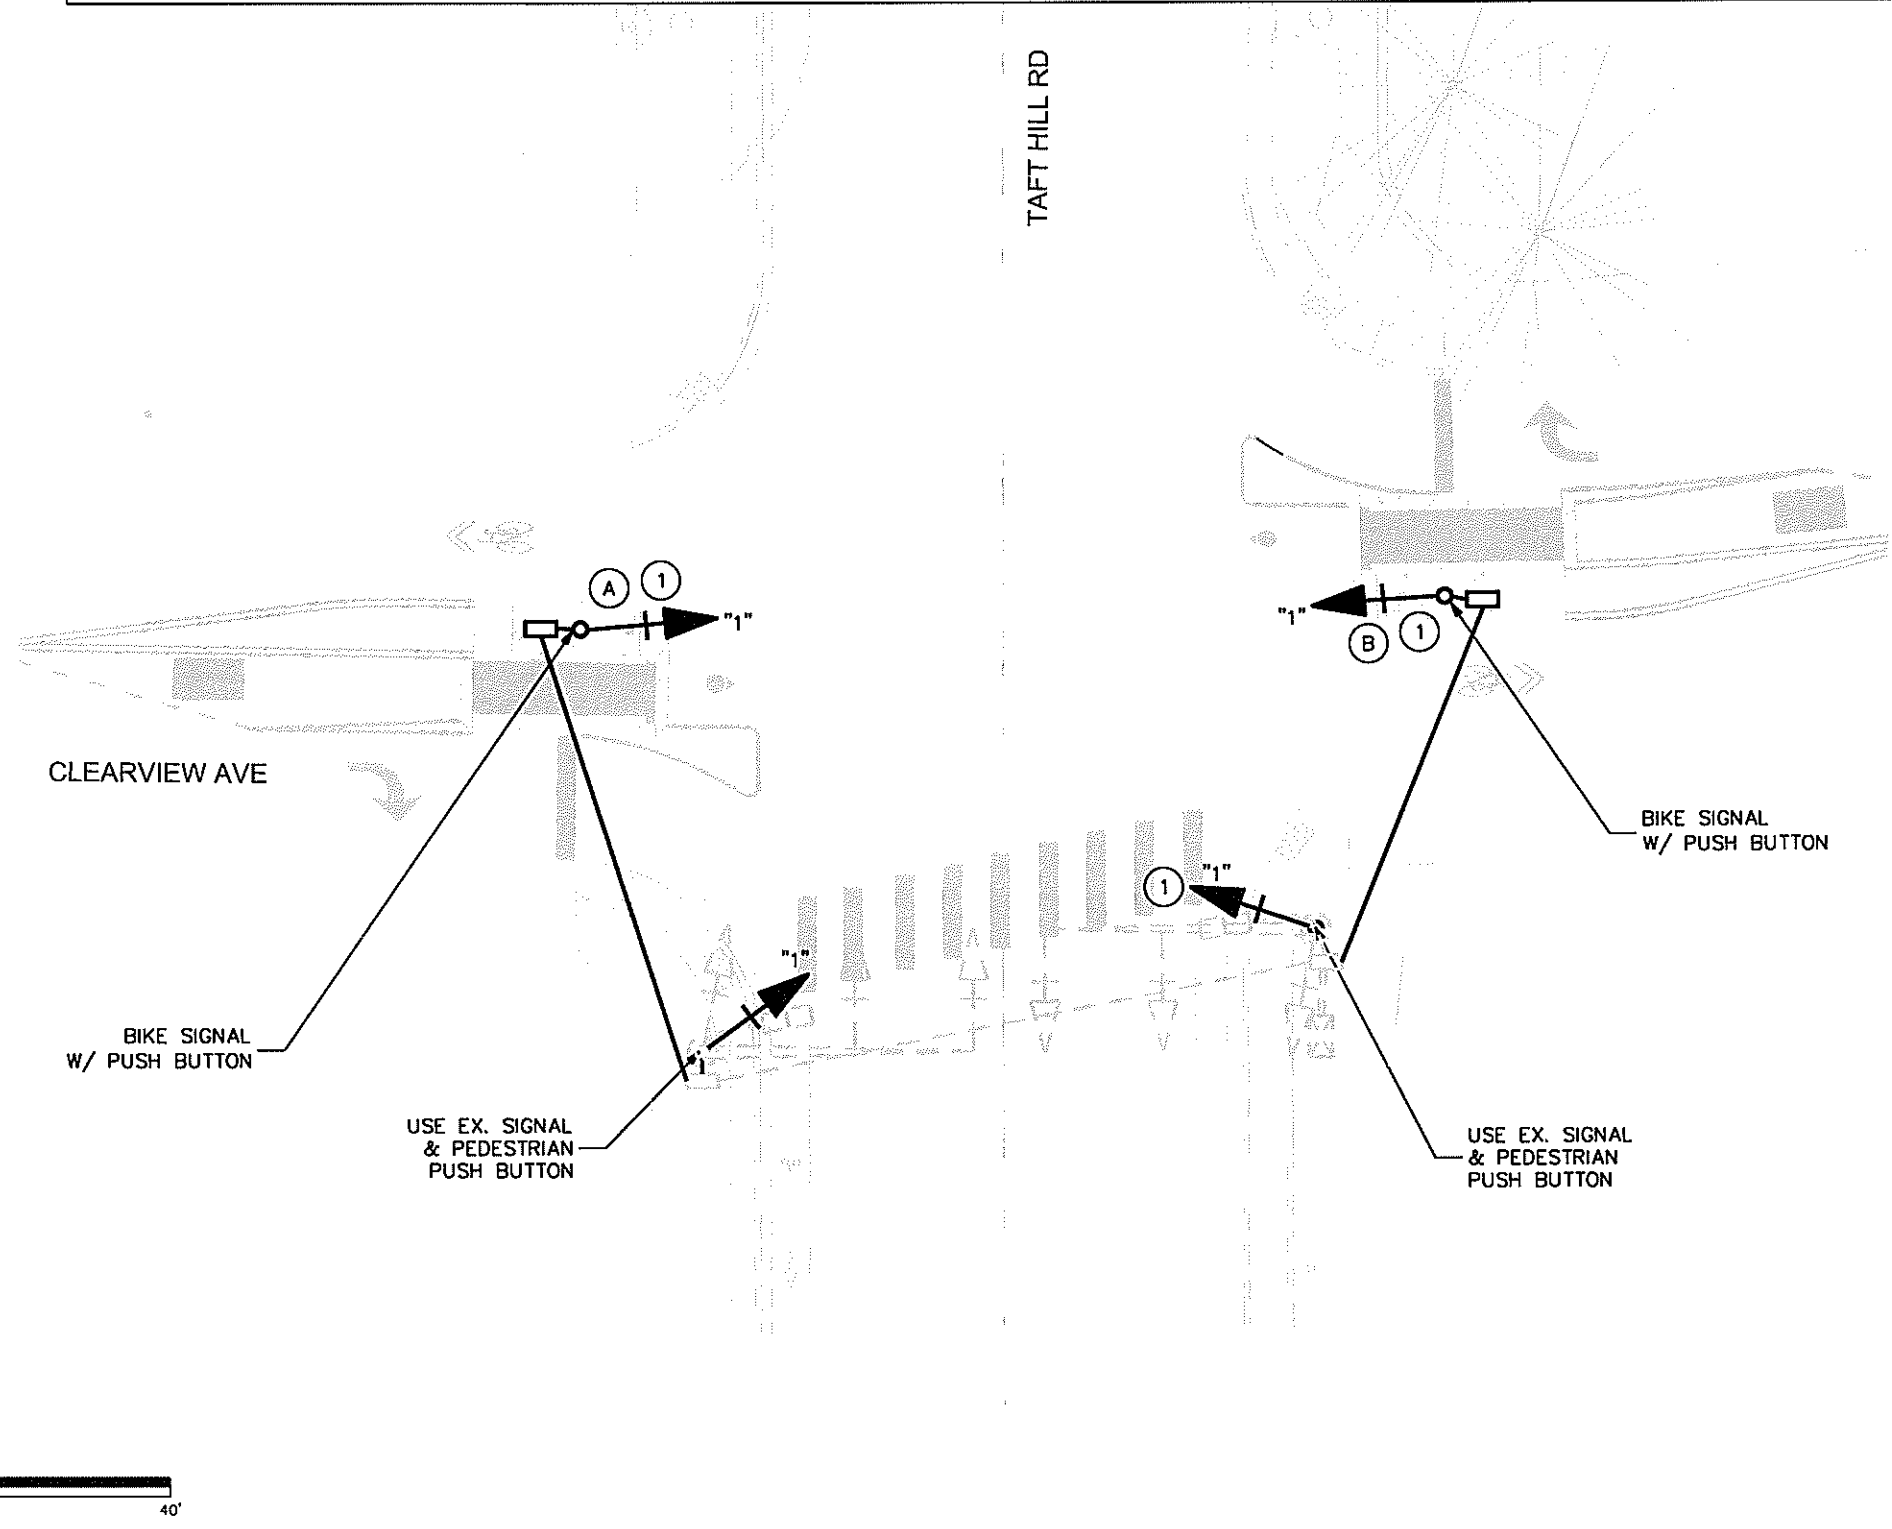 TAFT HILL RD
A 1
"1"
"1"
B 1
CLEARVIEW AVE
BIKE SIGNAL
W/ PUSH BUTTON
1 "1"
"1"
BIKE SIGNAL
W/ PUSH BUTTON
USE EX. SIGNAL
& PEDESTRIAN
PUSH BUTTON
USE EX. SIGNAL
& PEDESTRIAN
PUSH BUTTON
40'